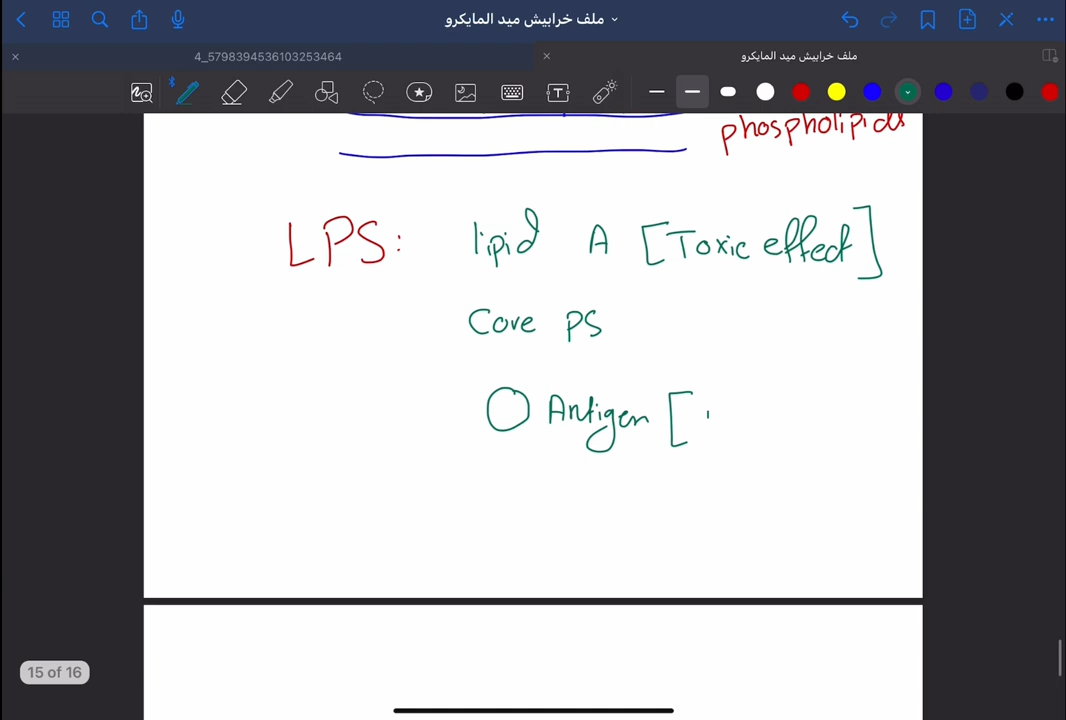 ملف خرابيش ميد المايكرو
4_5798394536103253464
ملف خرابيش ميد المايكرو
phospholipids
LPS: lipid A [Toxic effect]
Core PS
O Antigen [
15 of 16